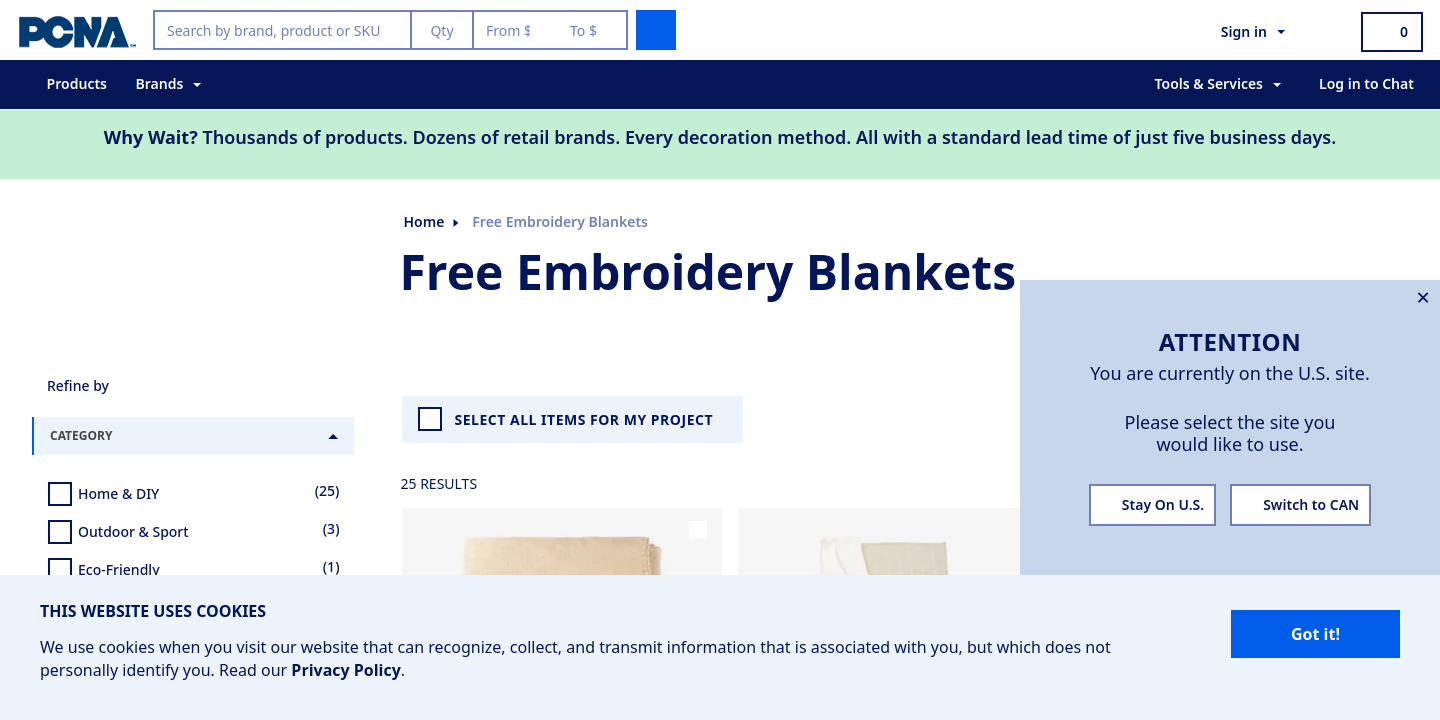 PCNA™
Search by brand, product or SKU
Qty
From $
To $
Sign in
0
Products
Brands
Tools & Services
Log in to Chat
Why Wait? Thousands of products. Dozens of retail brands. Every decoration method. All with a standard lead time of just five business days.
Home
Free Embroidery Blankets
Free Embroidery Blankets
×
ATTENTION
You are currently on the U.S. site.
Please select the site you
would like to use.
Stay On U.S.
Switch to CAN
Refine by
CATEGORY
Home & DIY
(25)
Outdoor & Sport
(3)
Eco-Friendly
(1)
SELECT ALL ITEMS FOR MY PROJECT
25 RESULTS
THIS WEBSITE USES COOKIES
We use cookies when you visit our website that can recognize, collect, and transmit information that is associated with you, but which does not
personally identify you. Read our Privacy Policy.
Got it!